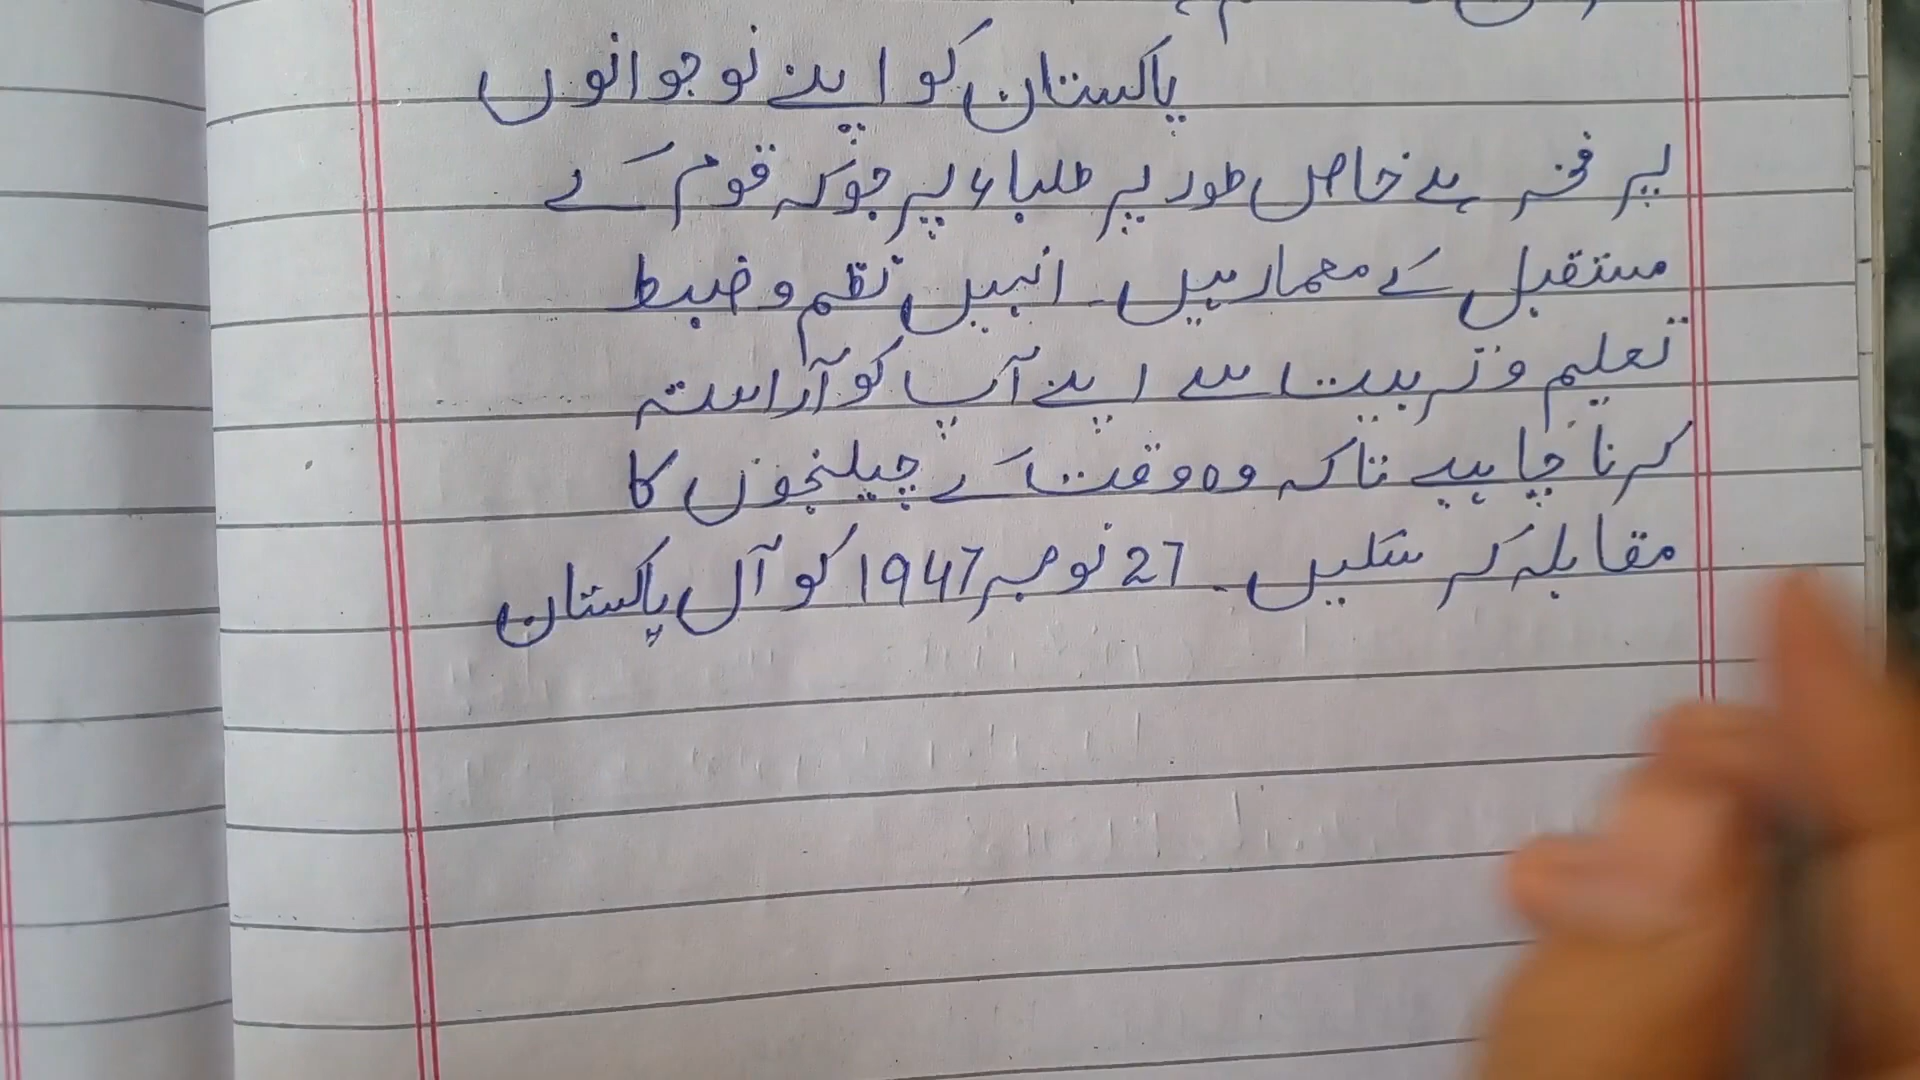 پاکستان کو اپنے نوجوانوں
پر فخر ہے خاص طور پر طلباء پر جو کہ قوم کے
مستقبل کے معمار ہیں۔ انہیں نظم و ضبط
تعلیم و تربیت سے اپنے آپ کو آراستہ
کرنا چاہیے تاکہ وہ وقت کے چیلنجوں کا
مقابلہ کر سکیں۔ 27 نومبر 1947 کو آل پاکستان